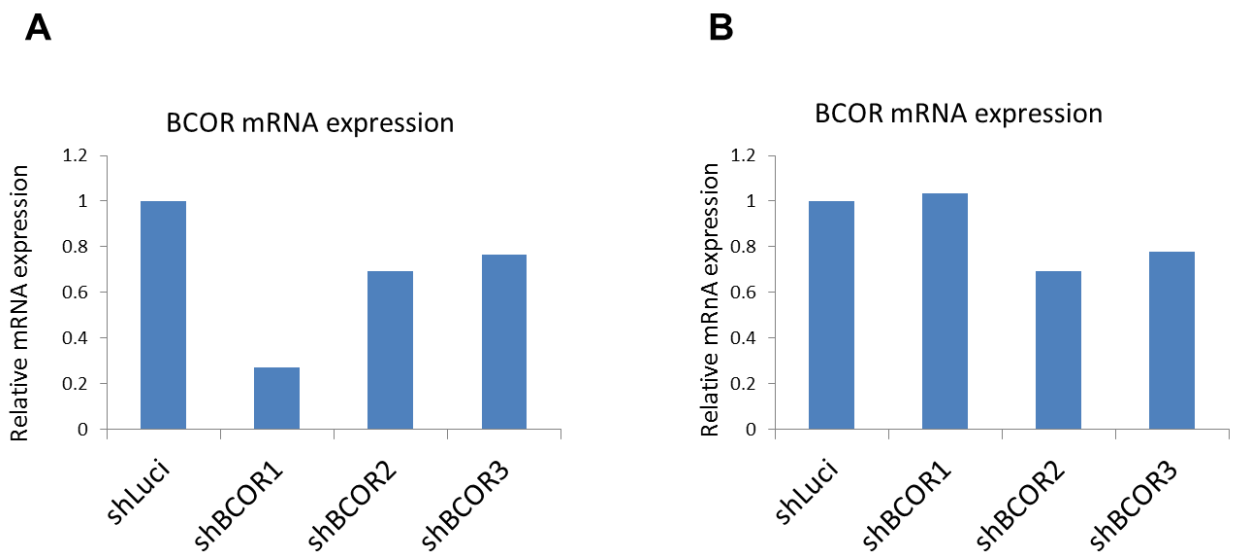 A
BCOR mRNA expression
Relative mRNA expression
1.2
1
0.8
0.6
0.4
0.2
0
shLuci
shBCOR1
shBCOR2
shBCOR3
B
BCOR mRNA expression
Relative mRnA expression
1.2
1
0.8
0.6
0.4
0.2
0
shLuci
shBCOR1
shBCOR2
shBCOR3